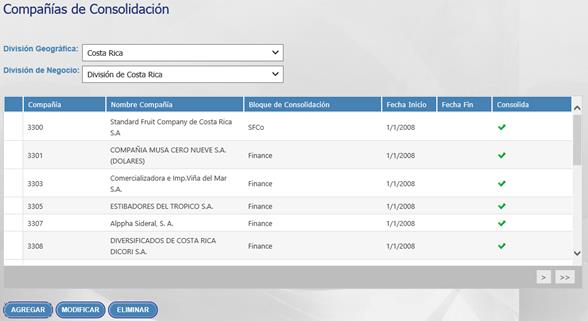 Compañías de Consolidación
División Geográfica: Costa Rica
División de Negocio: División de Costa Rica
Compañía Nombre Compañía Bloque de Consolidación Fecha Inicio Fecha Fin Consolida
3300 Standard Fruit Company de Costa Rica S.A SFCo 1/1/2008
3301 COMPAÑIA MUSA CERO NUEVE S.A. (DOLARES) Finance 1/1/2008
3303 Comercializadora e Imp.Viña del Mar S.A. Finance 1/1/2008
3305 ESTIBADORES DEL TROPICO S.A. Finance 1/1/2008
3307 Alppha Sideral, S. A. Finance 1/1/2008
3308 DIVERSIFICADOS DE COSTA RICA DICORI S.A. Finance 1/1/2008
> >>
AGREGAR MODIFICAR ELIMINAR